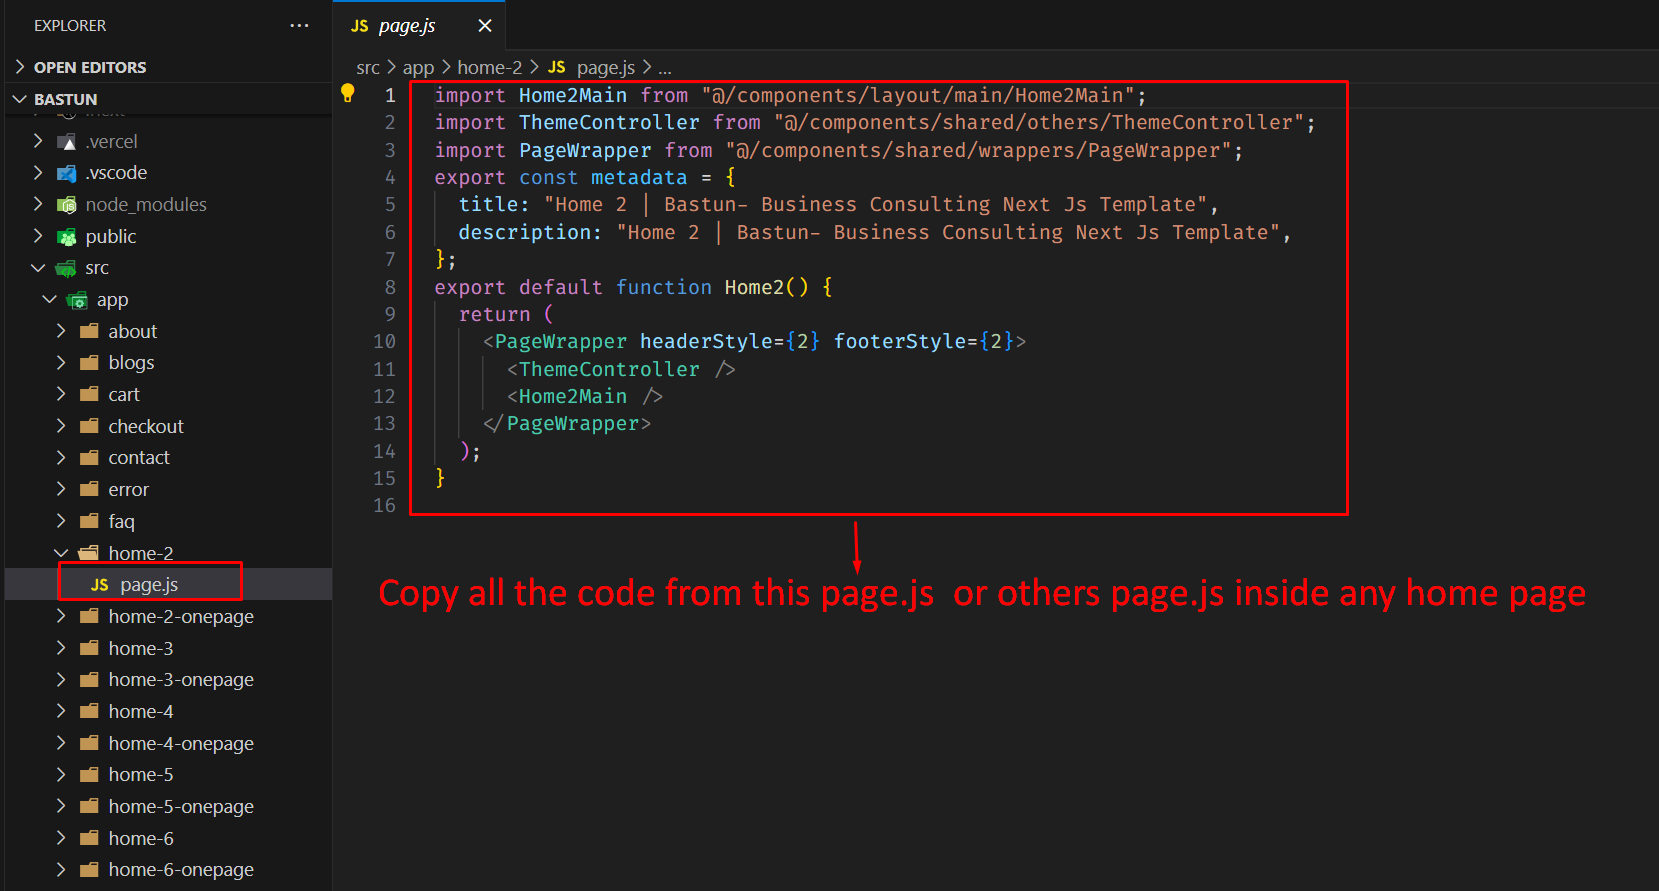 EXPLORER
OPEN EDITORS
BASTUN
.vercel
.vscode
node_modules
public
src
app
about
blogs
cart
checkout
contact
error
faq
home-2
JS page.js
home-2-onepage
home-3
home-3-onepage
home-4
home-4-onepage
home-5
home-5-onepage
home-6
home-6-onepage
JS page.js
src > app > home-2 > JS page.js > ...
1 import Home2Main from "@/components/layout/main/Home2Main";
2 import ThemeController from "@/components/shared/others/ThemeController";
3 import PageWrapper from "@/components/shared/wrappers/PageWrapper";
4 export const metadata = {
5   title: "Home 2 | Bastun- Business Consulting Next Js Template",
6   description: "Home 2 | Bastun- Business Consulting Next Js Template",
7 };
8 export default function Home2() {
9   return (
10     <PageWrapper headerStyle={2} footerStyle={2}>
11       <ThemeController />
12       <Home2Main />
13     </PageWrapper>
14   );
15 }
16
Copy all the code from this page.js or others page.js inside any home page